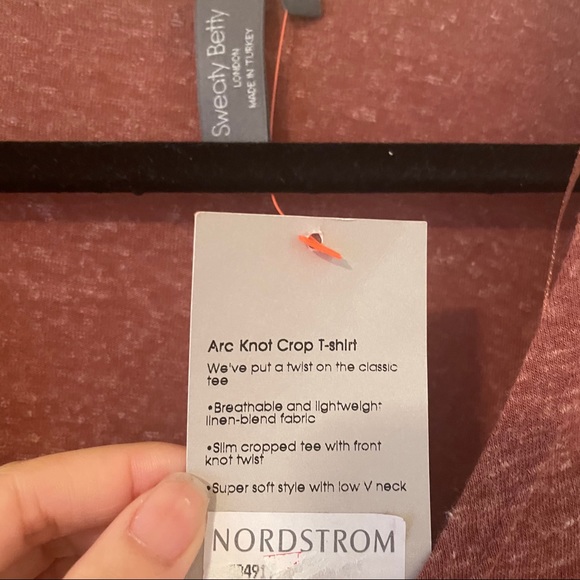 Sweaty Betty
LONDON
MADE IN TURKEY
Arc Knot Crop T-shirt
We've put a twist on the classic
tee
•Breathable and lightweight
linen-blend fabric
•Slim cropped tee with front
knot twist
•Super soft style with low V neck
NORDSTROM